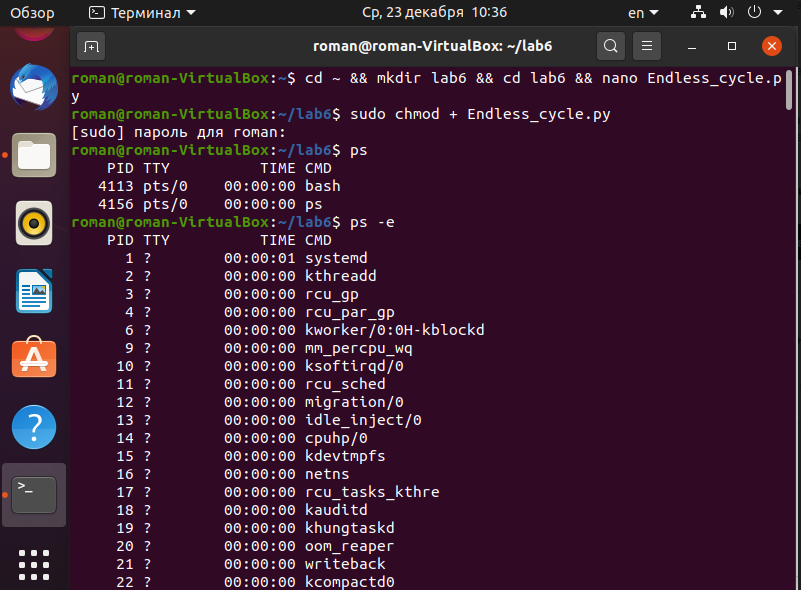 Обзор Терминал Ср, 23 декабря 10:36 en
roman@roman-VirtualBox: ~/lab6
roman@roman-VirtualBox:~$ cd ~ && mkdir lab6 && cd lab6 && nano Endless_cycle.p
y
roman@roman-VirtualBox:~/lab6$ sudo chmod + Endless_cycle.py
[sudo] пароль для roman:
roman@roman-VirtualBox:~/lab6$ ps
PID TTY TIME CMD
4113 pts/0 00:00:00 bash
4156 pts/0 00:00:00 ps
roman@roman-VirtualBox:~/lab6$ ps -e
PID TTY TIME CMD
1 ? 00:00:01 systemd
2 ? 00:00:00 kthreadd
3 ? 00:00:00 rcu_gp
4 ? 00:00:00 rcu_par_gp
6 ? 00:00:00 kworker/0:0H-kblockd
9 ? 00:00:00 mm_percpu_wq
10 ? 00:00:00 ksoftirqd/0
11 ? 00:00:00 rcu_sched
12 ? 00:00:00 migration/0
13 ? 00:00:00 idle_inject/0
14 ? 00:00:00 cpuhp/0
15 ? 00:00:00 kdevtmpfs
16 ? 00:00:00 netns
17 ? 00:00:00 rcu_tasks_kthre
18 ? 00:00:00 kauditd
19 ? 00:00:00 khungtaskd
20 ? 00:00:00 oom_reaper
21 ? 00:00:00 writeback
22 ? 00:00:00 kcompactd0